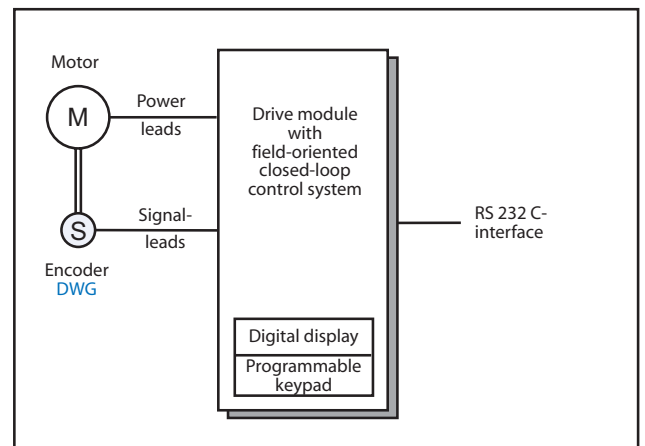 Motor
M
Power
leads
S
Signal-
leads
Encoder
DWG
Drive module
with
field-oriented
closed-loop
control system
Digital display
Programmable
keypad
RS 232 C-
interface